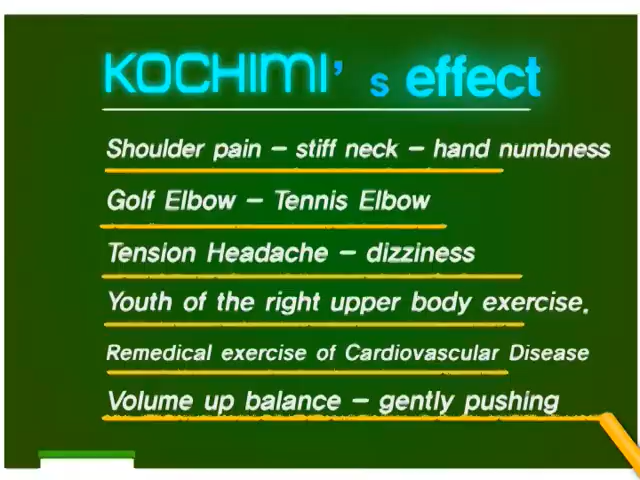 KOCHIMI's effect
Shoulder pain - stiff neck - hand numbness
Golf Elbow - Tennis Elbow
Tension Headache - dizziness
Youth of the right upper body exercise.
Remedical exercise of Cardiovascular Disease
Volume up balance - gently pushing